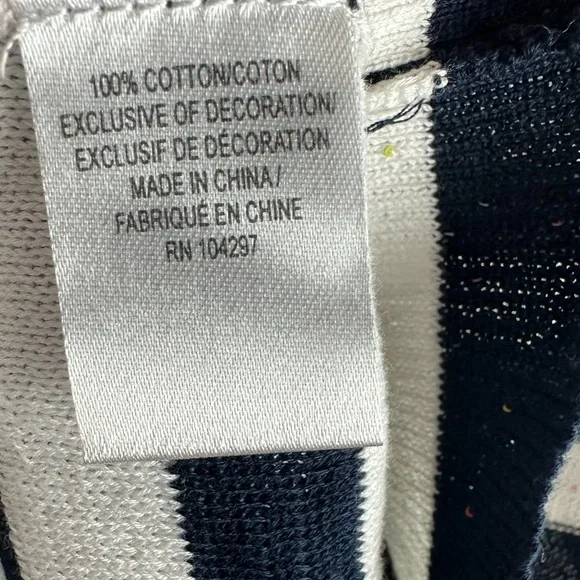 100% COTTON/COTON
EXCLUSIVE OF DECORATION/
EXCLUSIF DE DÉCORATION
MADE IN CHINA/
FABRIQUÉ EN CHINE
RN 104297